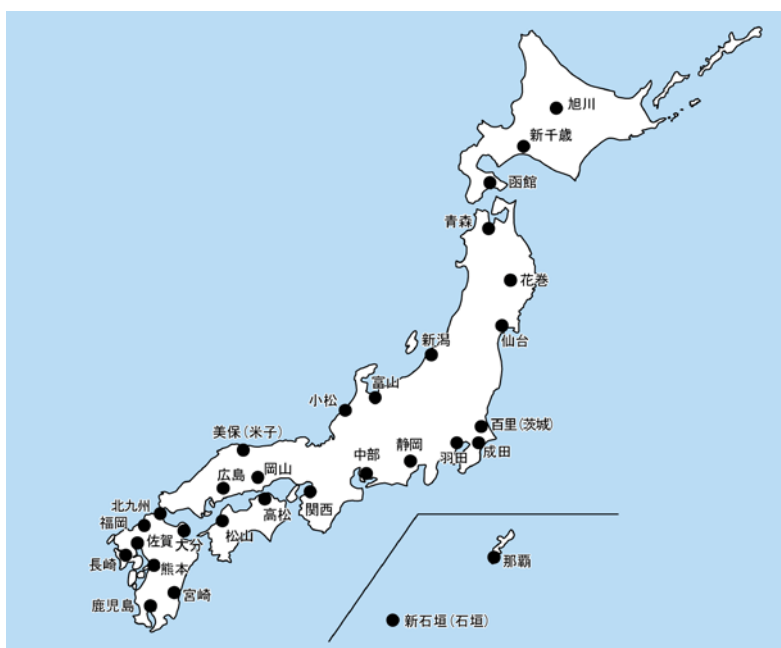 旭川
新千歳
函館
青森
花巻
仙台
新潟
富山
小松
百里(茨城)
美保(米子)
静岡
羽田
成田
中部
広島
岡山
北九州
関西
高松
福岡
松山
佐賀
大分
長崎
熊本
那覇
宮崎
鹿児島
新石垣(石垣)